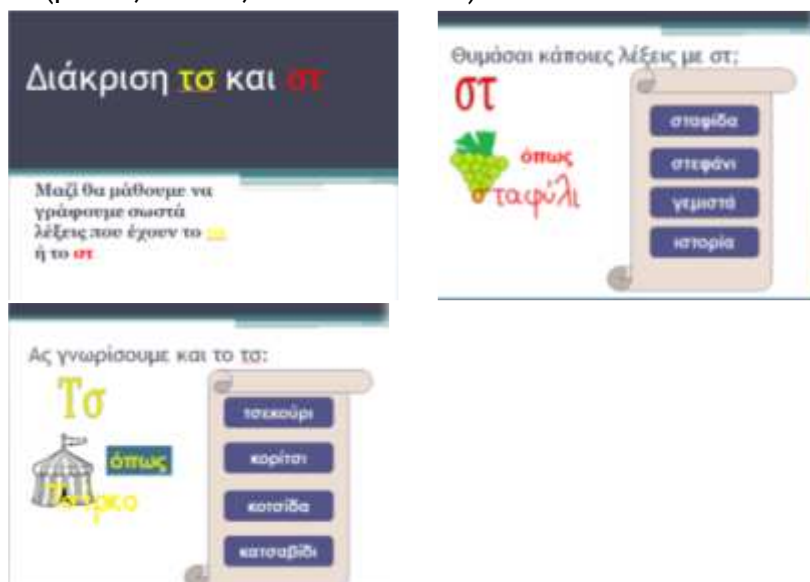 Διάκριση τσ και στ
Μαζί θα μάθουμε να
γράφουμε σωστά
λέξεις που έχουν το τσ
ή το στ
Θυμάσαι κάποιες λέξεις με στ;
στ
όπως
σταφύλι
σταφίδα
στεφάνι
γεμιστά
ιστορία
Ας γνωρίσουμε και το τσ:
Τσ
όπως
Τσίρκο
τσεκούρι
κορίτσι
κοτσίδα
κατσαβίδι